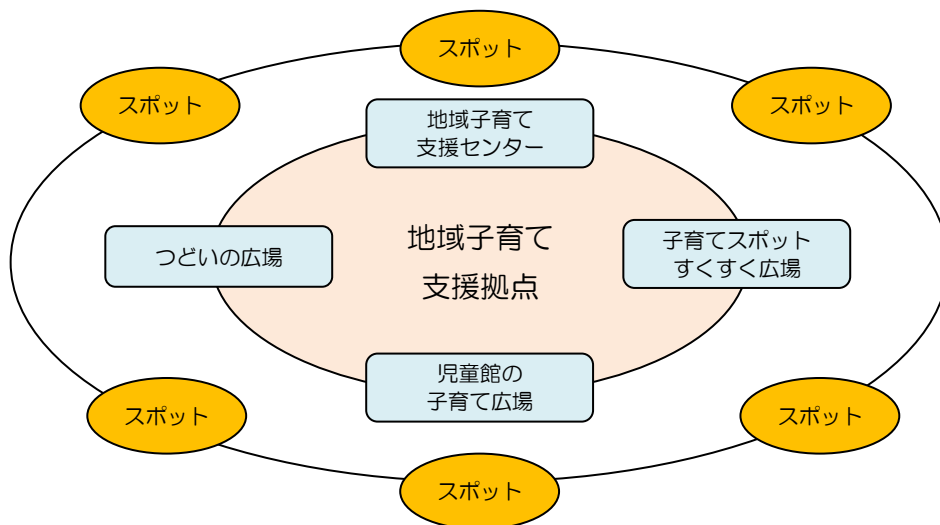 スポット
スポット
スポット
地域子育て
支援センター
つどいの広場
地域子育て
支援拠点
子育てスポット
すくすく広場
児童館の
子育て広場
スポット
スポット
スポット